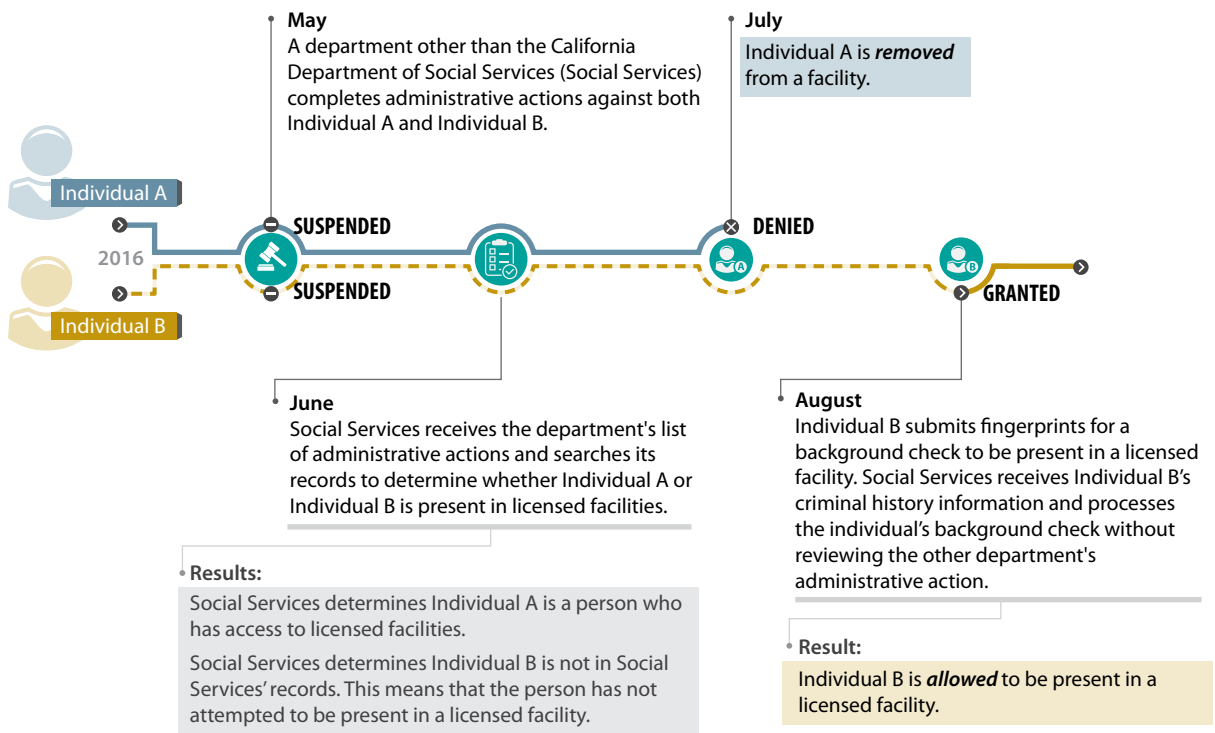 May
A department other than the California
Department of Social Services (Social Services)
completes administrative actions against both
Individual A and Individual B.
July
Individual A is removed
from a facility.
Individual A
2016
Individual B
SUSPENDED
SUSPENDED
A
DENIED
B
GRANTED
June
Social Services receives the department's list
of administrative actions and searches its
records to determine whether Individual A or
Individual B is present in licensed facilities.
Results:
Social Services determines Individual A is a person who
has access to licensed facilities.
Social Services determines Individual B is not in Social
Services’ records. This means that the person has not
attempted to be present in a licensed facility.
August
Individual B submits fingerprints for a
background check to be present in a licensed
facility. Social Services receives Individual B’s
criminal history information and processes
the individual’s background check without
reviewing the other department's
administrative action.
Result:
Individual B is allowed to be present in a
licensed facility.